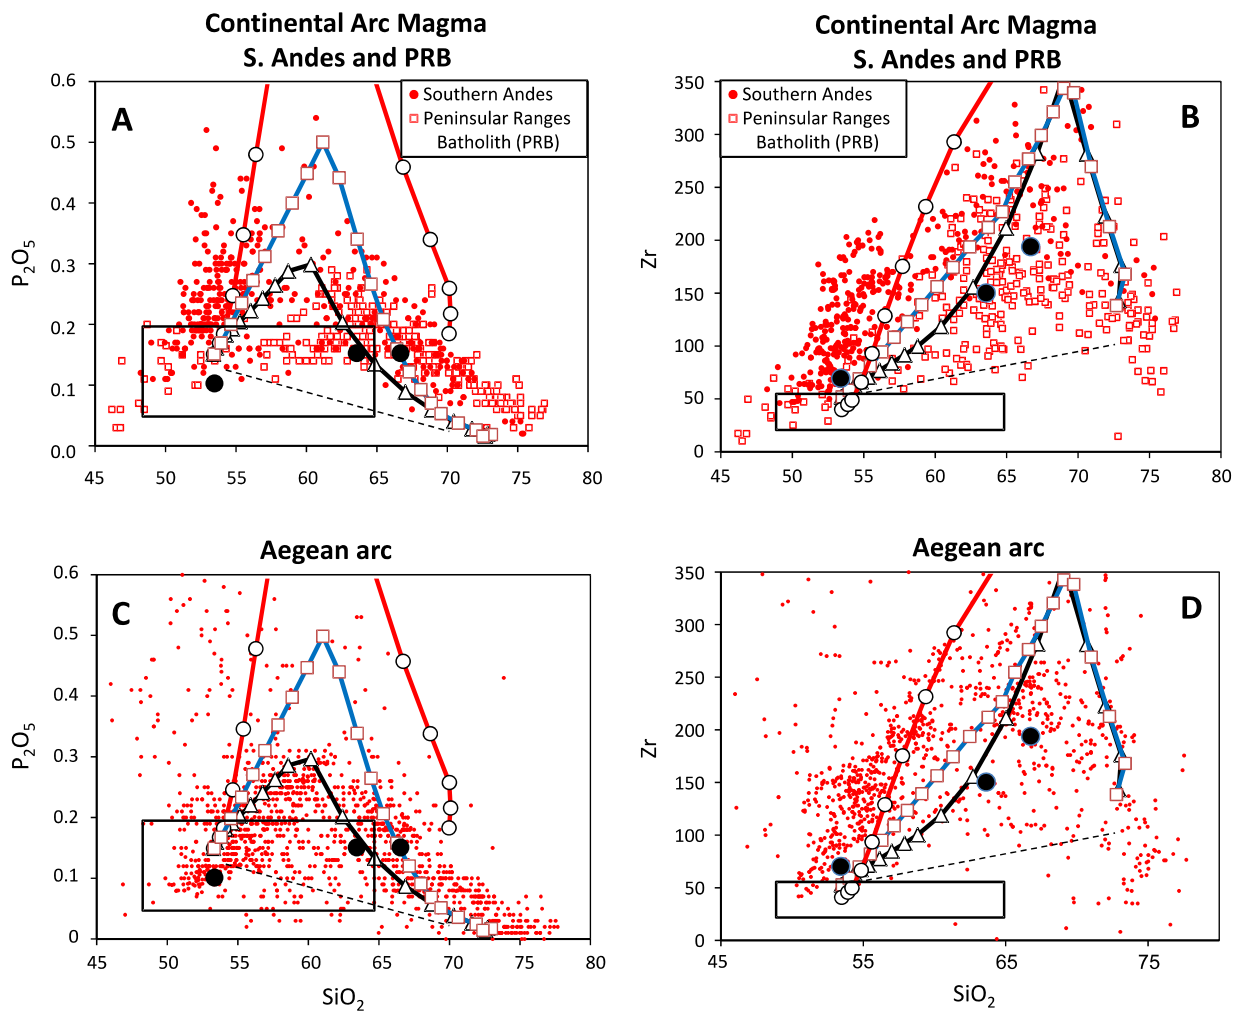 Continental Arc Magma
S. Andes and PRB
A
Southern Andes
Peninsular Ranges
Batholith (PRB)
P2O5
0.6
0.5
0.4
0.3
0.2
0.1
0.0
45 50 55 60 65 70 75 80
Continental Arc Magma
S. Andes and PRB
Southern Andes
Peninsular Ranges
Batholith (PRB)
B
Zr
350
300
250
200
150
100
50
0
45 50 55 60 65 70 75 80
Aegean arc
C
P2O5
0.6
0.5
0.4
0.3
0.2
0.1
0
45 50 55 60 65 70 75 80
SiO2
Aegean arc
D
Zr
350
300
250
200
150
100
50
0
45 55 65 75
SiO2